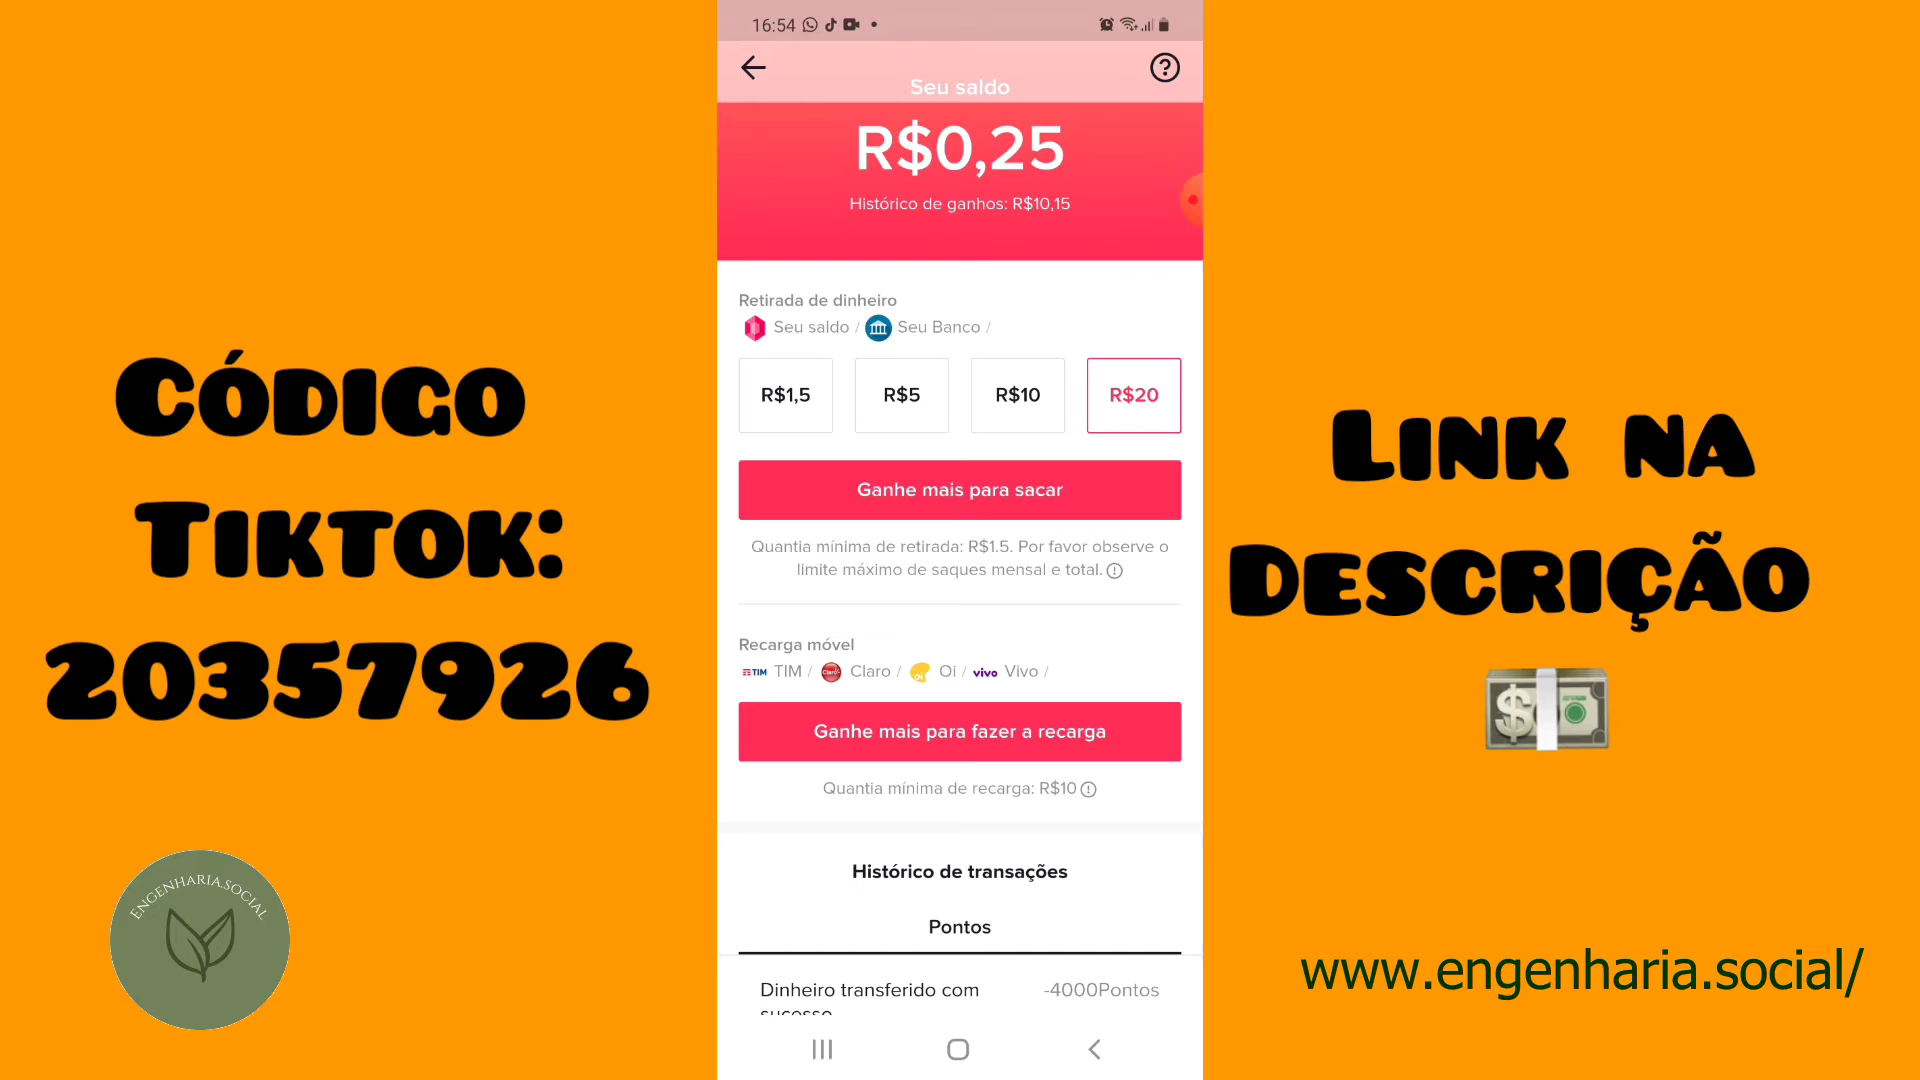 Código
Tiktok:
20357926
ENGENHARIA.SOCIAL
16:54
Seu saldo
R$0,25
Histórico de ganhos: R$10,15
Retirada de dinheiro
Seu saldo / Seu Banco /
R$1,5 R$5 R$10 R$20
Ganhe mais para sacar
Quantia mínima de retirada: R$1.5. Por favor observe o
limite máximo de saques mensal e total.
Recarga móvel
TIM TIM / Claro Claro / Oi Oi / vivo Vivo /
Ganhe mais para fazer a recarga
Quantia mínima de recarga: R$10
Histórico de transações
Pontos
Dinheiro transferido com -4000Pontos
sucesso
Link na
Descrição
www.engenharia.social/